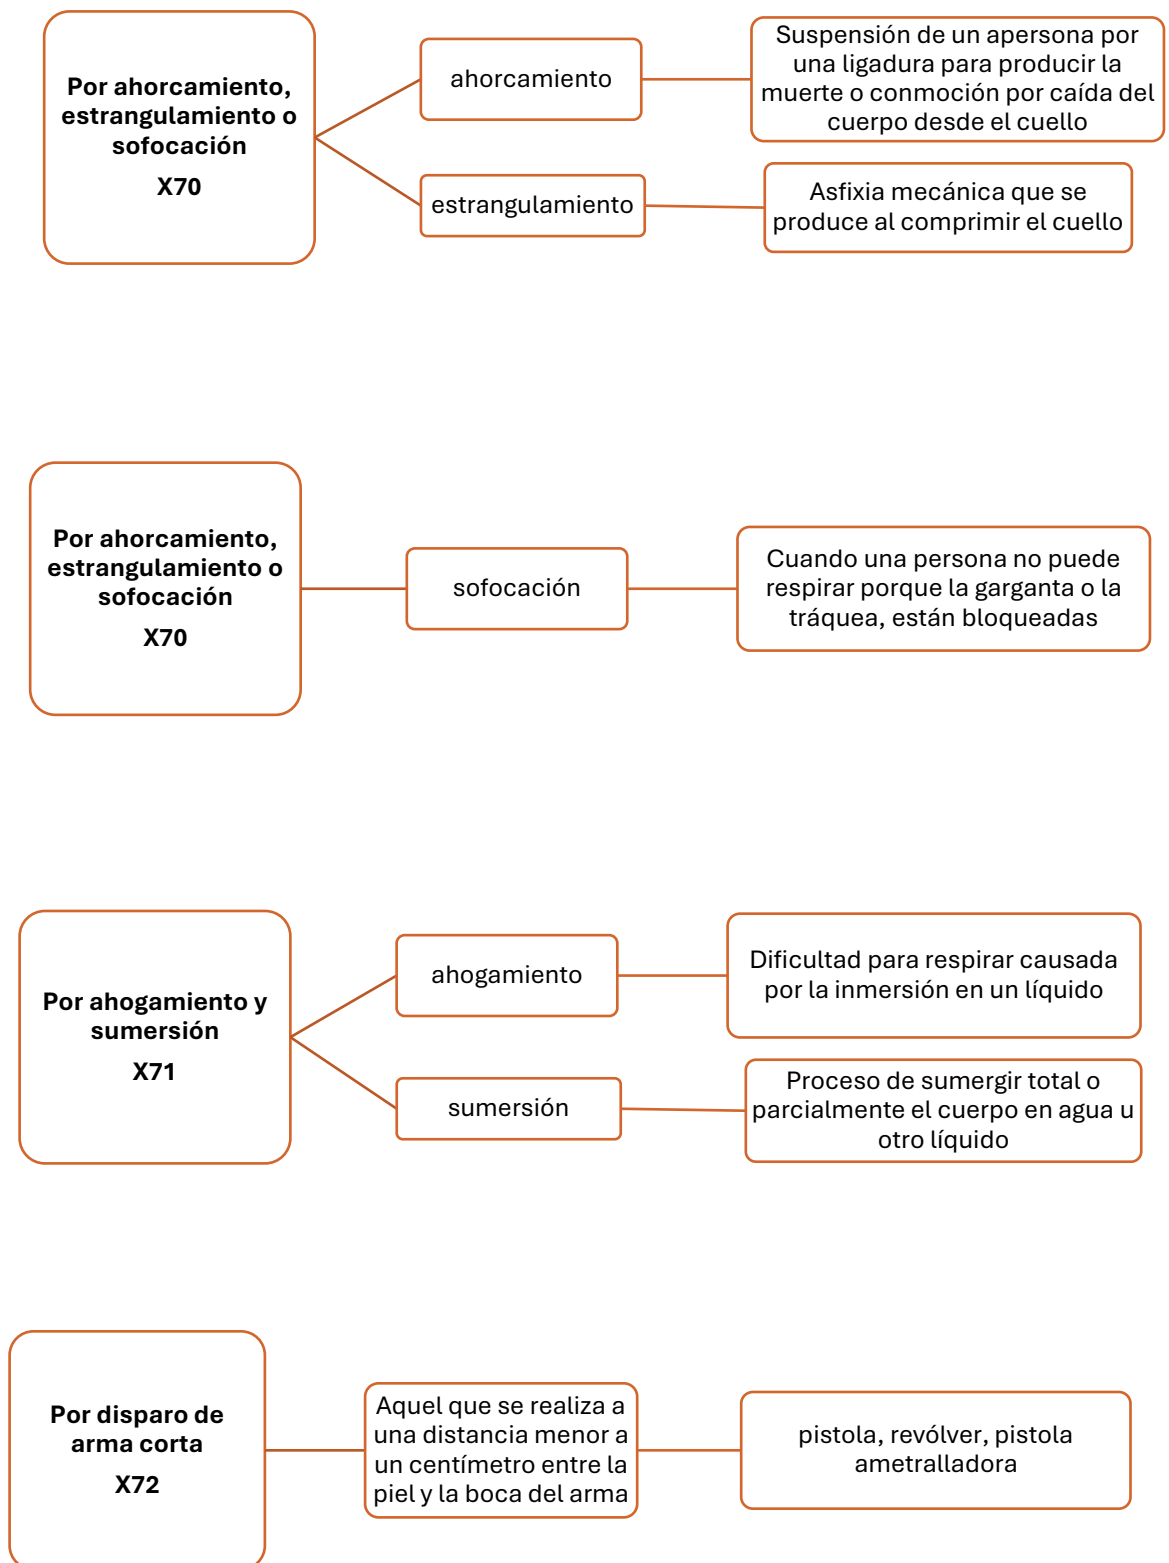 Por ahorcamiento,
estrangulamiento o
sofocación
X70
ahorcamiento
Suspensión de un apersona por
una ligadura para producir la
muerte o conmoción por caída del
cuerpo desde el cuello
estrangulamiento
Asfixia mecánica que se
produce al comprimir el cuello
Por ahorcamiento,
estrangulamiento o
sofocación
X70
sofocación
Cuando una persona no puede
respirar porque la garganta o la
tráquea, están bloqueadas
Por ahogamiento y
sumersión
X71
ahogamiento
Dificultad para respirar causada
por la inmersión en un líquido
sumersión
Proceso de sumergir total o
parcialmente el cuerpo en agua u
otro líquido
Por disparo de
arma corta
X72
Aquel que se realiza a
una distancia menor a
un centímetro entre la
piel y la boca del arma
pistola, revólver, pistola
ametralladora